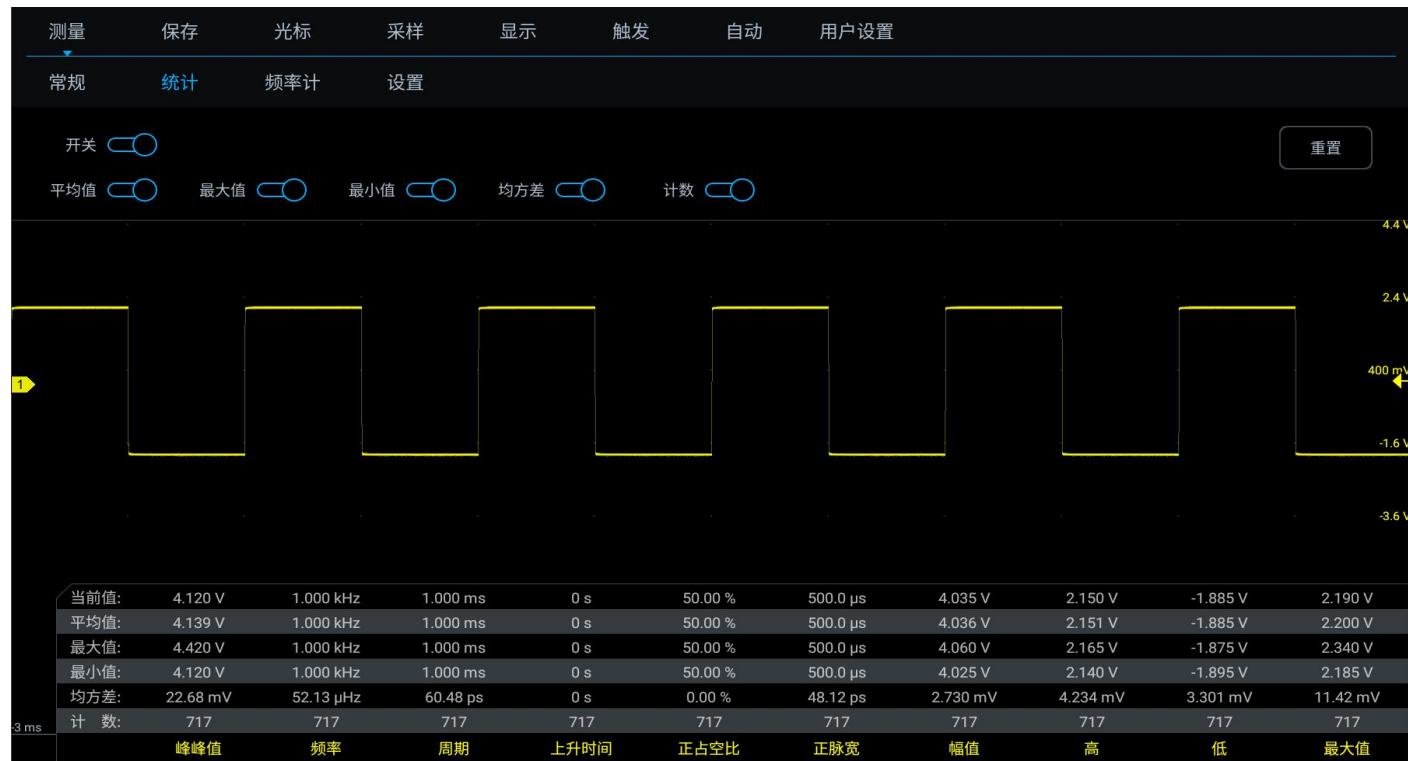 测量 保存 光标 采样 显示 触发 自动 用户设置
常规 统计 频率计 设置
开关 重置
平均值 最大值 最小值 均方差 计数
4.4 V
2.4 V
1
400 mV
-1.6 V
-3.6 V
当前值: 4.120 V 1.000 kHz 1.000 ms 0 s 50.00 % 500.0 µs 4.035 V 2.150 V -1.885 V 2.190 V
平均值: 4.139 V 1.000 kHz 1.000 ms 0 s 50.00 % 500.0 µs 4.036 V 2.151 V -1.885 V 2.200 V
最大值: 4.420 V 1.000 kHz 1.000 ms 0 s 50.00 % 500.0 µs 4.060 V 2.165 V -1.875 V 2.340 V
最小值: 4.120 V 1.000 kHz 1.000 ms 0 s 50.00 % 500.0 µs 4.025 V 2.140 V -1.895 V 2.185 V
均方差: 22.68 mV 52.13 µHz 60.48 ps 0 s 0.00 % 48.12 ps 2.730 mV 4.234 mV 3.301 mV 11.42 mV
-3 ms 计 数: 717 717 717 717 717 717 717 717 717 717
峰峰值 频率 周期 上升时间 正占空比 正脉宽 幅值 高 低 最大值